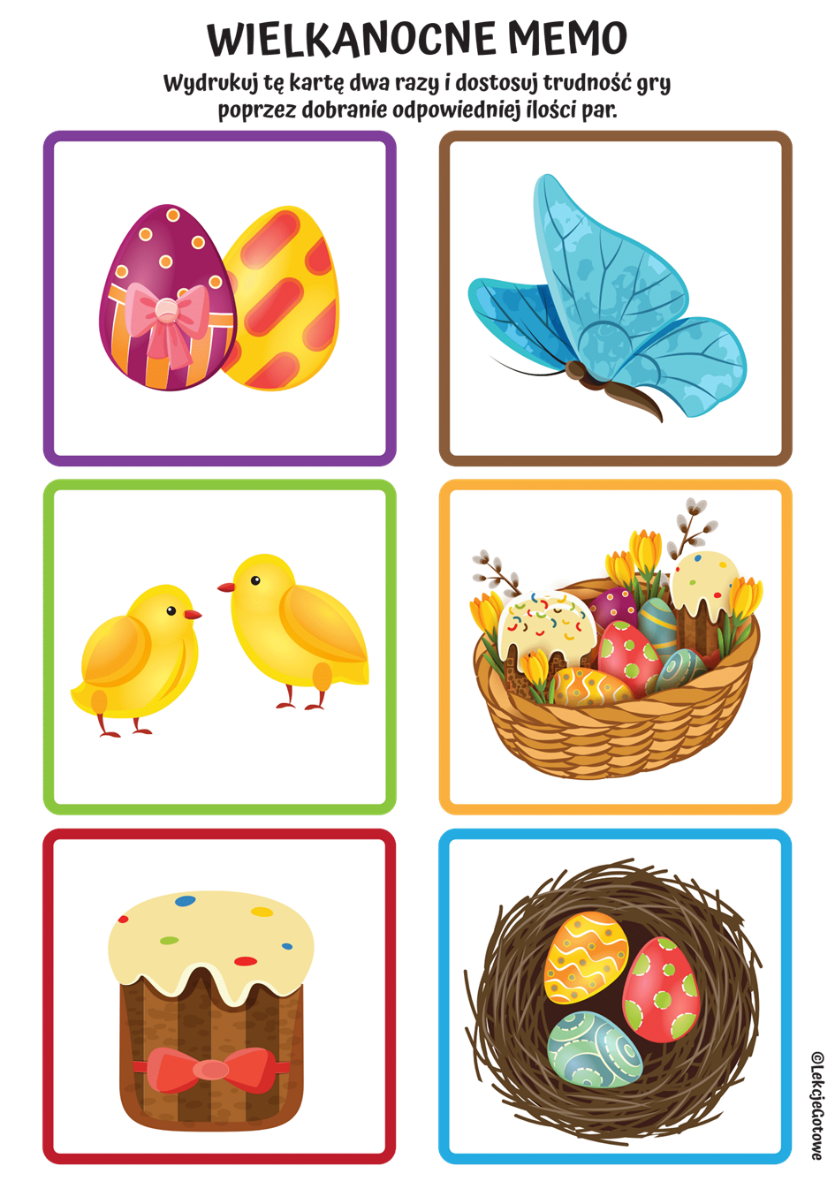 WIELKANOCNE MEMO
Wydrukuj tę kartę dwa razy i dostosuj trudność gry
poprzez dobranie odpowiedniej ilości par.
©LekcjeGotowe